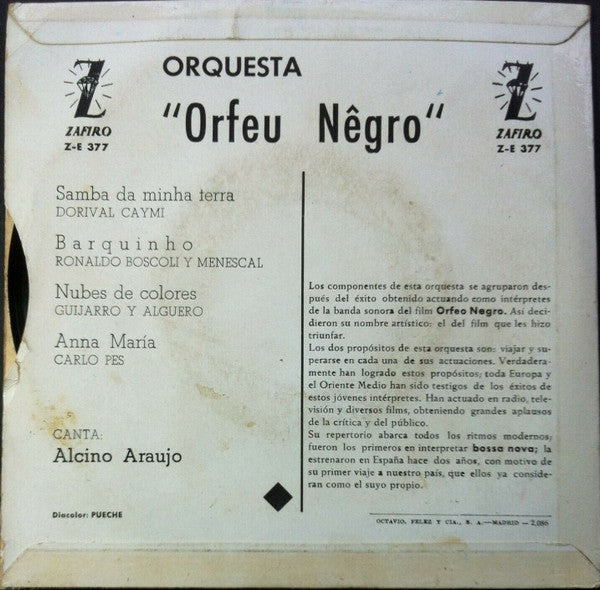 ORQUESTA
"Orfeu Nêgro"
Z
ZAFIRO
Z-E 377
Z
ZAFIRO
Z-E 377
Samba da minha terra
DORIVAL CAYMI
Barquinho
RONALDO BOSCOLI Y MENESCAL
Nubes de colores
GUIJARRO Y ALGUERO
Anna María
CARLO PES
CANTA:
Alcino Araujo
Diacolor: PUECHE
Los componentes de esta orquesta se agruparon des-
pués del éxito obtenido actuando como intérpretes
de la banda sonora del film Orfeo Negro. Así deci-
dieron su nombre artístico: el del film que les hizo
triunfar.
Los dos propósitos de esta orquesta son: viajar y su-
perarse en cada una de sus actuaciones. Verdadera-
mente han logrado estos propósitos; toda Europa y
el Oriente Medio han sido testigos de los éxitos de
estos jóvenes intérpretes. Han actuado en radio, tele-
visión y diversos films, obteniendo grandes aplausos
de la crítica y del público.
Su repertorio abarca todos los ritmos modernos;
fueron los primeros en interpretar bossa nova; la
estrenaron en España hace dos años, con motivo de
su primer viaje a nuestro país, que ellos ya conside-
ran como el suyo propio.
OCTAVIO, FELEZ Y CIA., S. A.—MADRID — 2,086